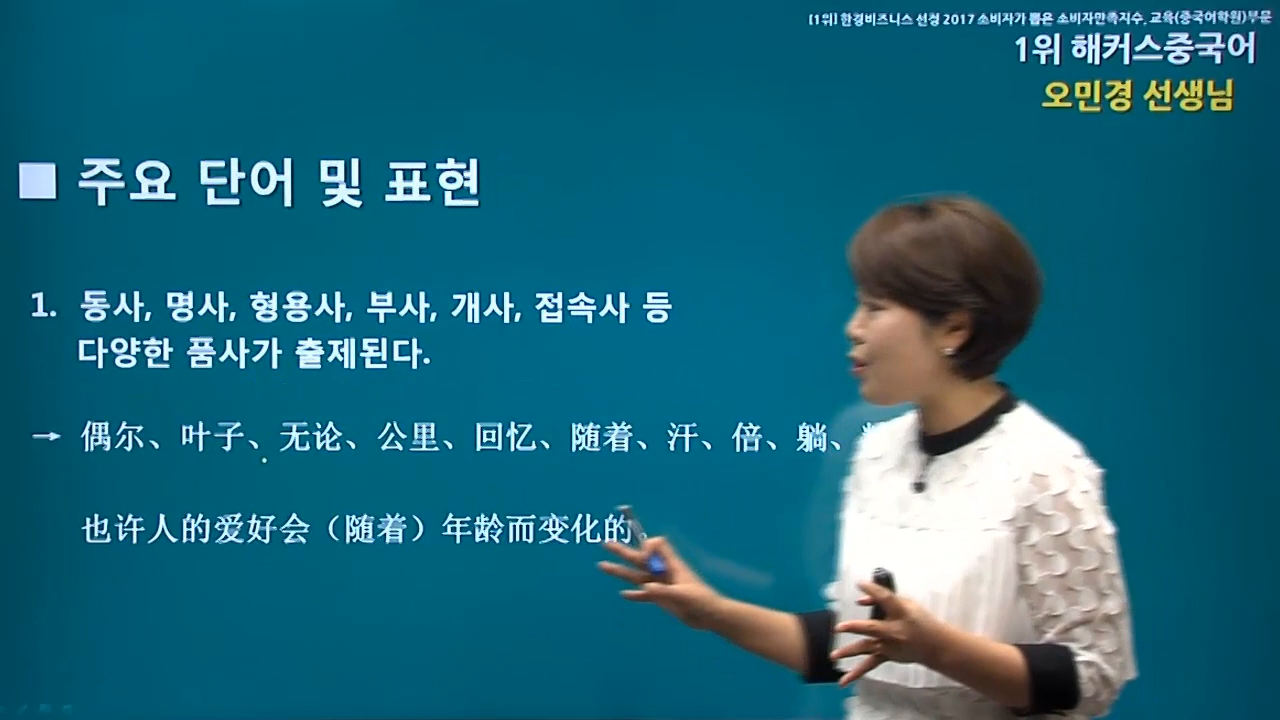 [1위] 한경비즈니스 선정 2017 소비자가 뽑은 소비자만족지수, 교육(중국어학원)부문
1위 해커스중국어
오민경 선생님
■ 주요 단어 및 표현
1. 동사, 명사, 형용사, 부사, 개사, 접속사 등
다양한 품사가 출제된다.
→ 偶尔、叶子、无论、公里、回忆、随着、汗、倍、躺、
也许人的爱好会（随着）年龄而变化的